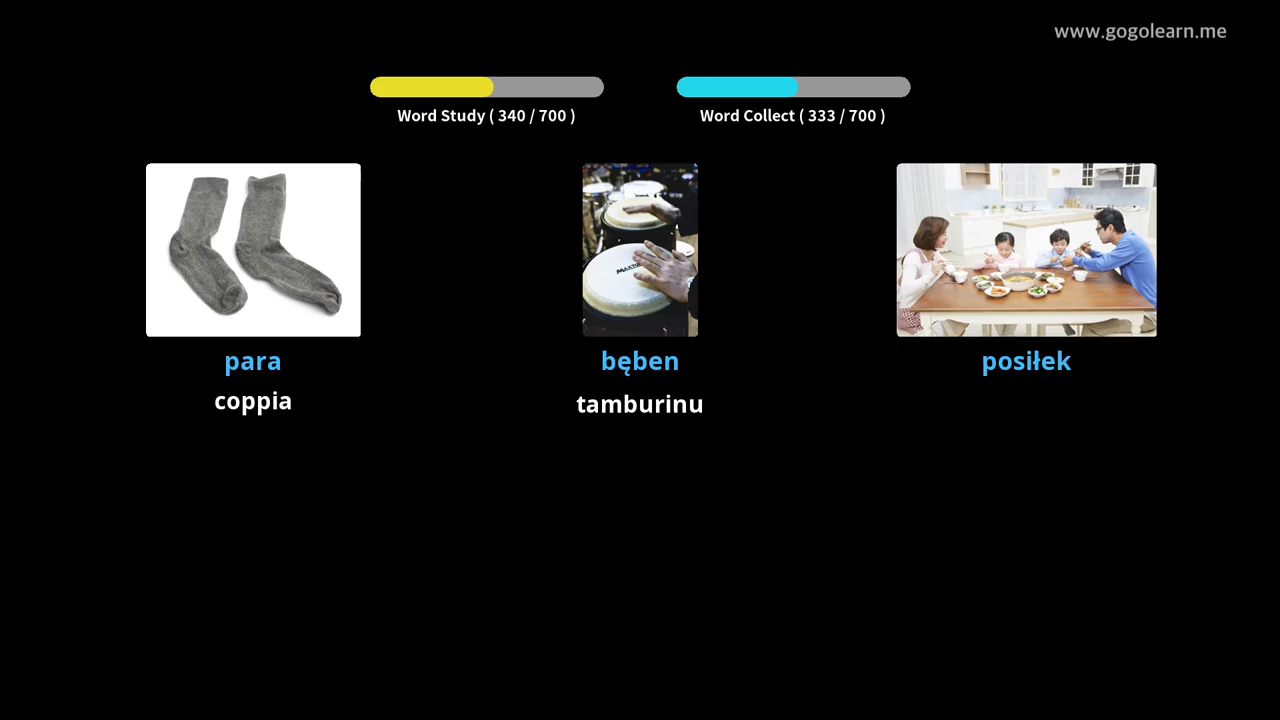 www.gogolearn.me
Word Study ( 340 / 700 )
Word Collect ( 333 / 700 )
para
bęben
posiłek
coppia
tamburinu